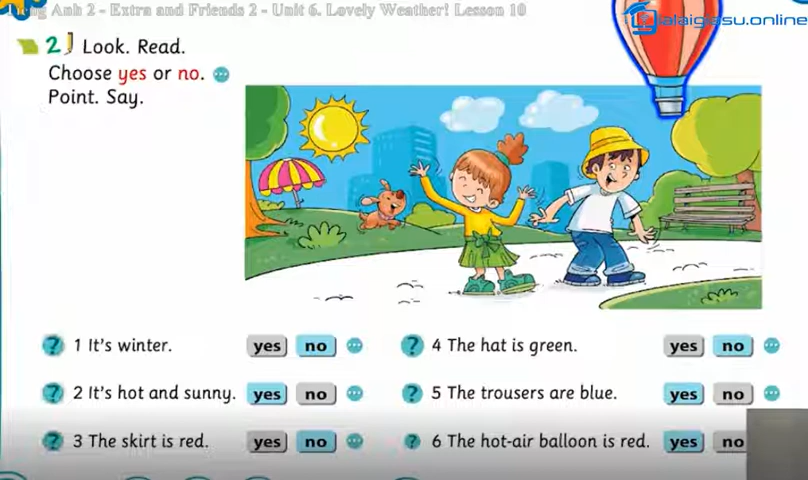 Tieng Anh 2 - Extra and Friends 2 - Unit 6. Lovely Weather! Lesson 10
alaigiasu.online
2 Look. Read.
Choose yes or no.
Point. Say.
? 1 It's winter. yes no
? 2 It's hot and sunny. yes no
? 3 The skirt is red. yes no
? 4 The hat is green. yes no
? 5 The trousers are blue. yes no
? 6 The hot-air balloon is red. yes no